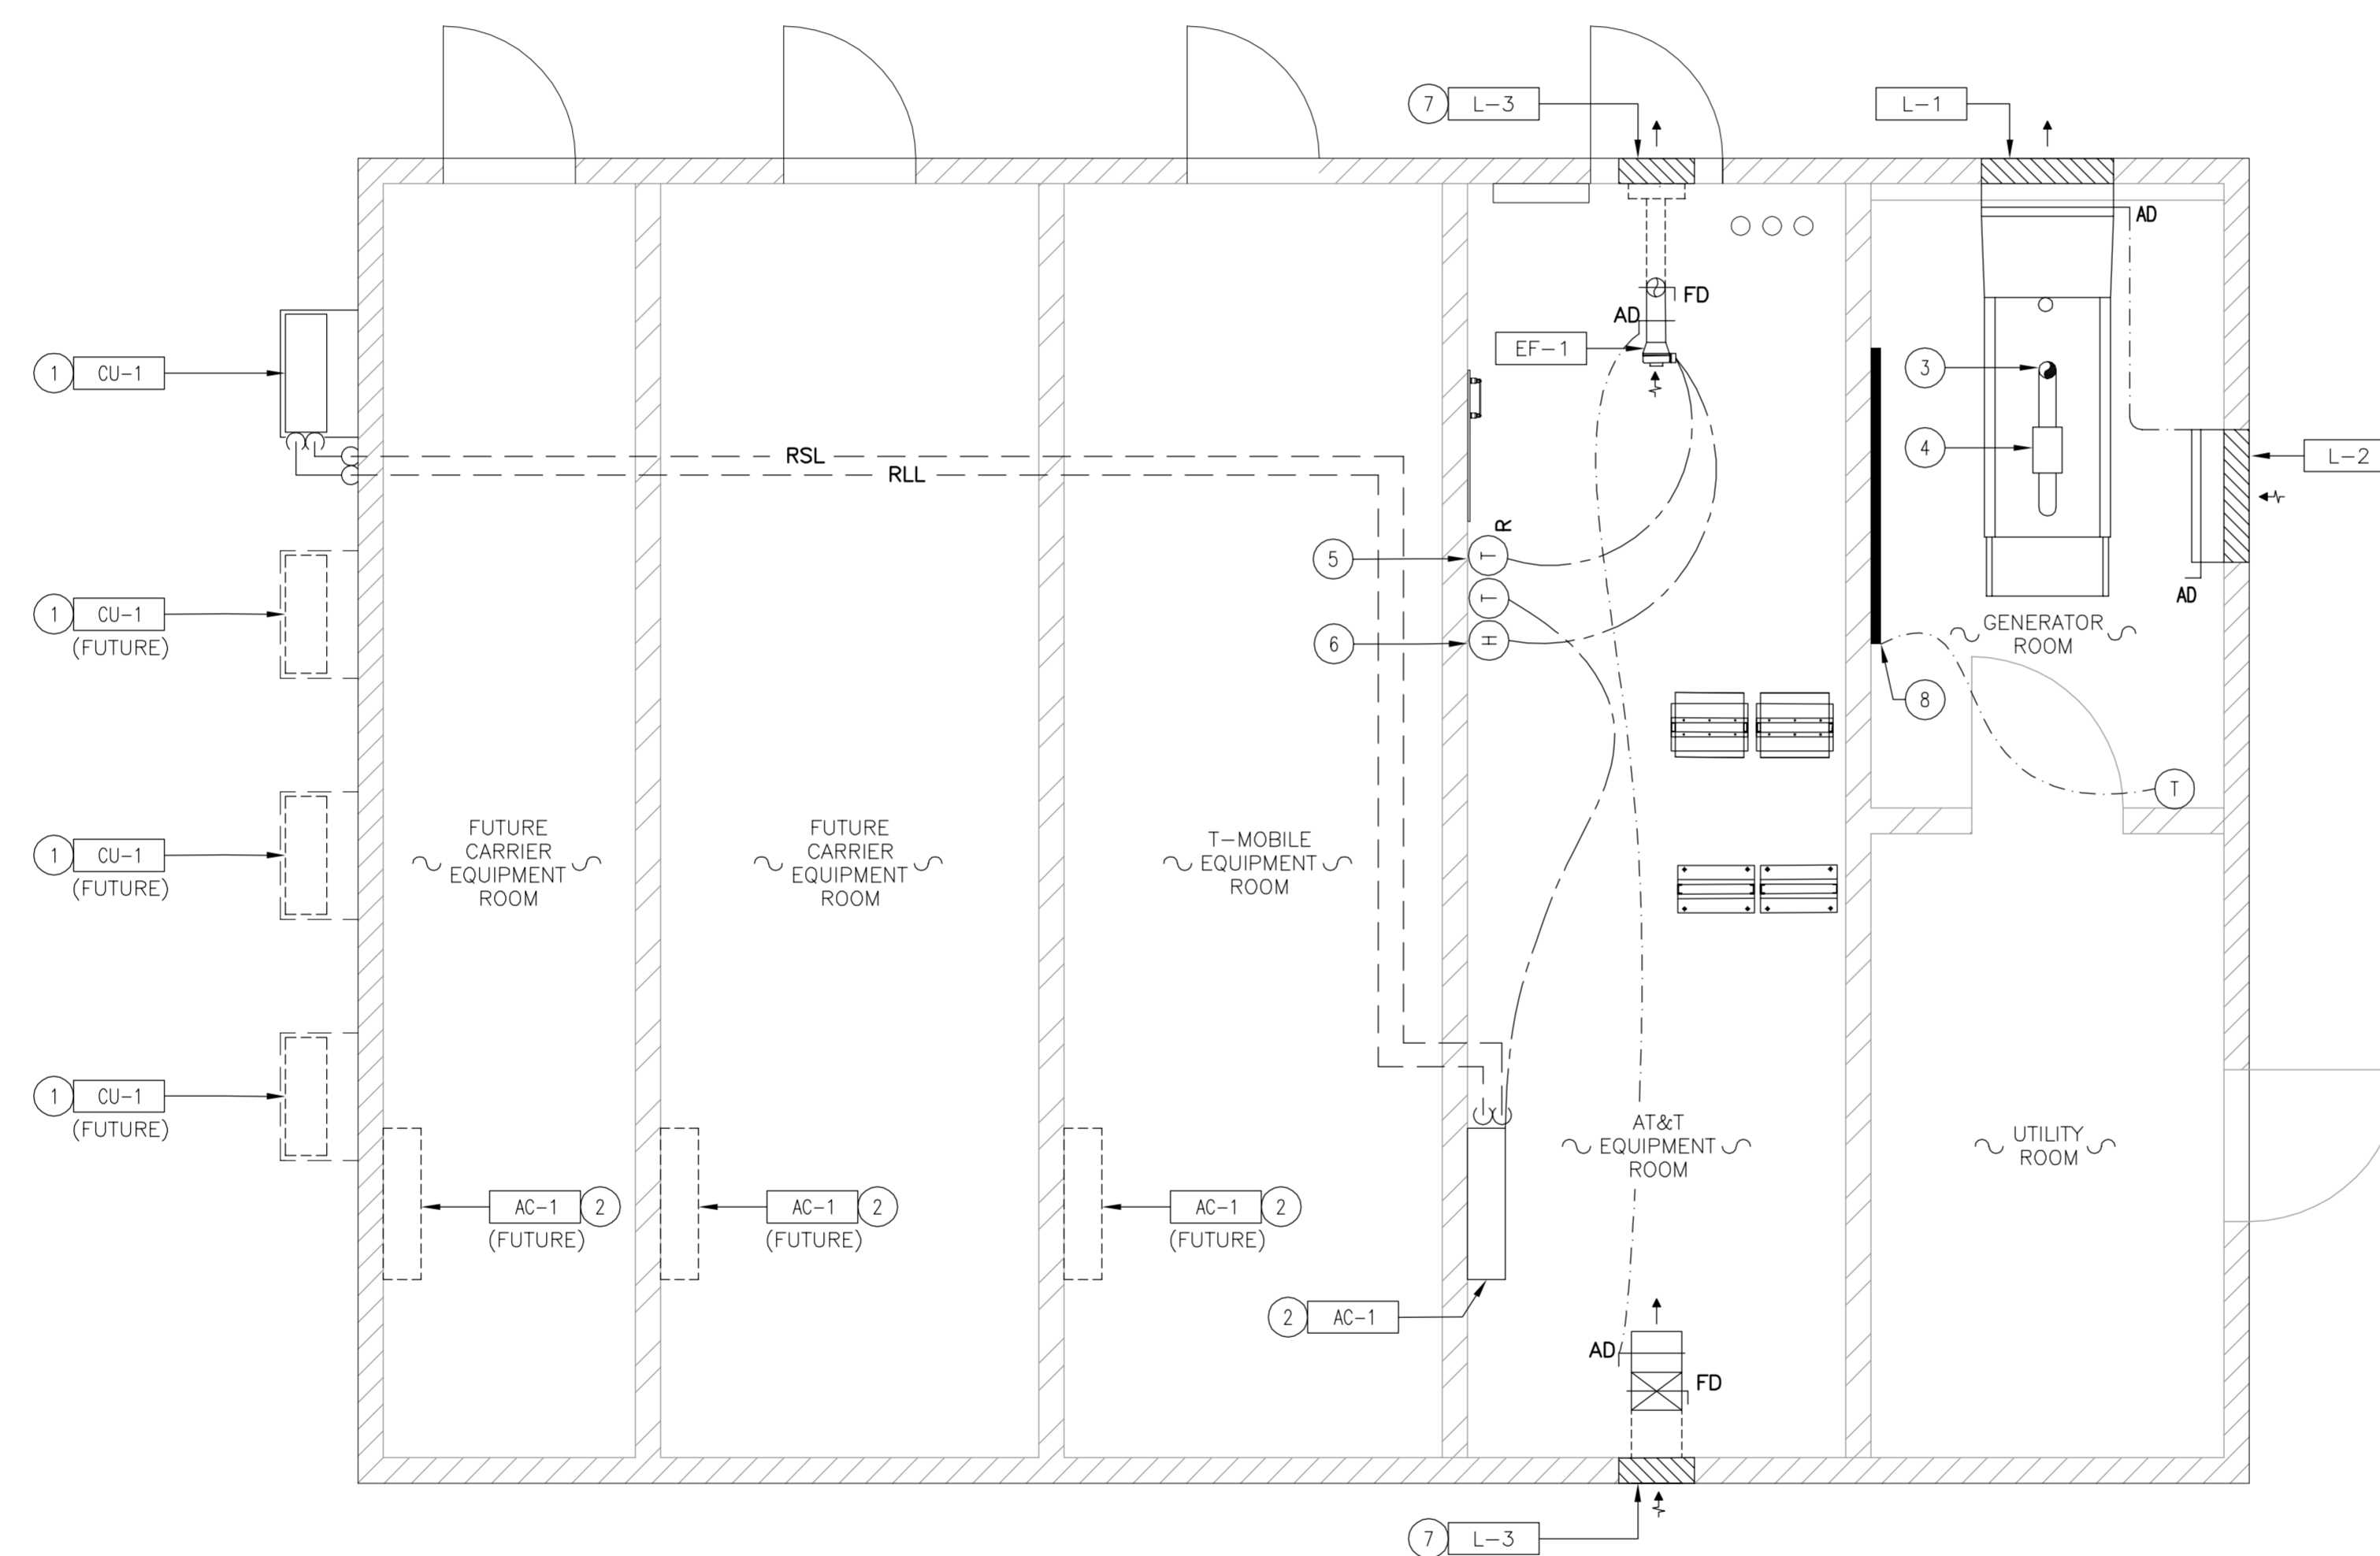 7 L-3
L-1
AD
FD
AD
EF-1
1 CU-1
3
4
RSL
RLL
L-2
R
5 T
T
6 H
AD
1 CU-1
(FUTURE)
GENERATOR
ROOM
8
T
1 CU-1
(FUTURE)
FUTURE
CARRIER
EQUIPMENT
ROOM
FUTURE
CARRIER
EQUIPMENT
ROOM
T-MOBILE
EQUIPMENT
ROOM
1 CU-1
(FUTURE)
AT&T
EQUIPMENT
ROOM
UTILITY
ROOM
AC-1 2
(FUTURE)
AC-1 2
(FUTURE)
AC-1 2
(FUTURE)
2 AC-1
AD
FD
7 L-3